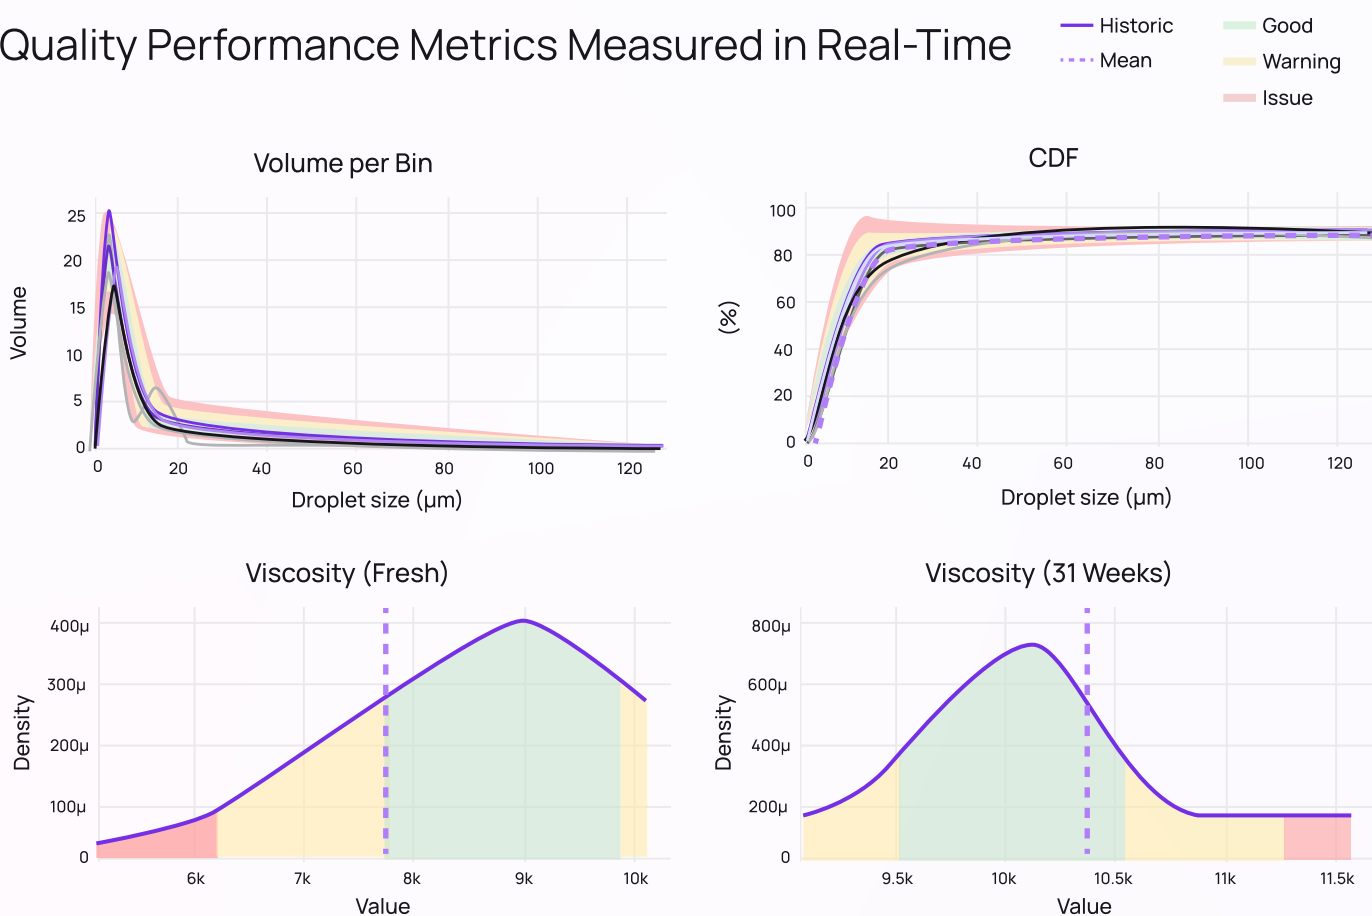 Quality Performance Metrics Measured in Real-Time
Historic
Mean
Good
Warning
Issue
Volume per Bin
Volume
25
20
15
10
5
0
0 20 40 60 80 100 120
Droplet size (µm)
CDF
(%)
100
80
60
40
20
0
0 20 40 60 80 100 120
Droplet size (µm)
Viscosity (Fresh)
Density
400µ
300µ
200µ
100µ
0
6k 7k 8k 9k 10k
Value
Viscosity (31 Weeks)
Density
800µ
600µ
400µ
200µ
0
9.5k 10k 10.5k 11k 11.5k
Value